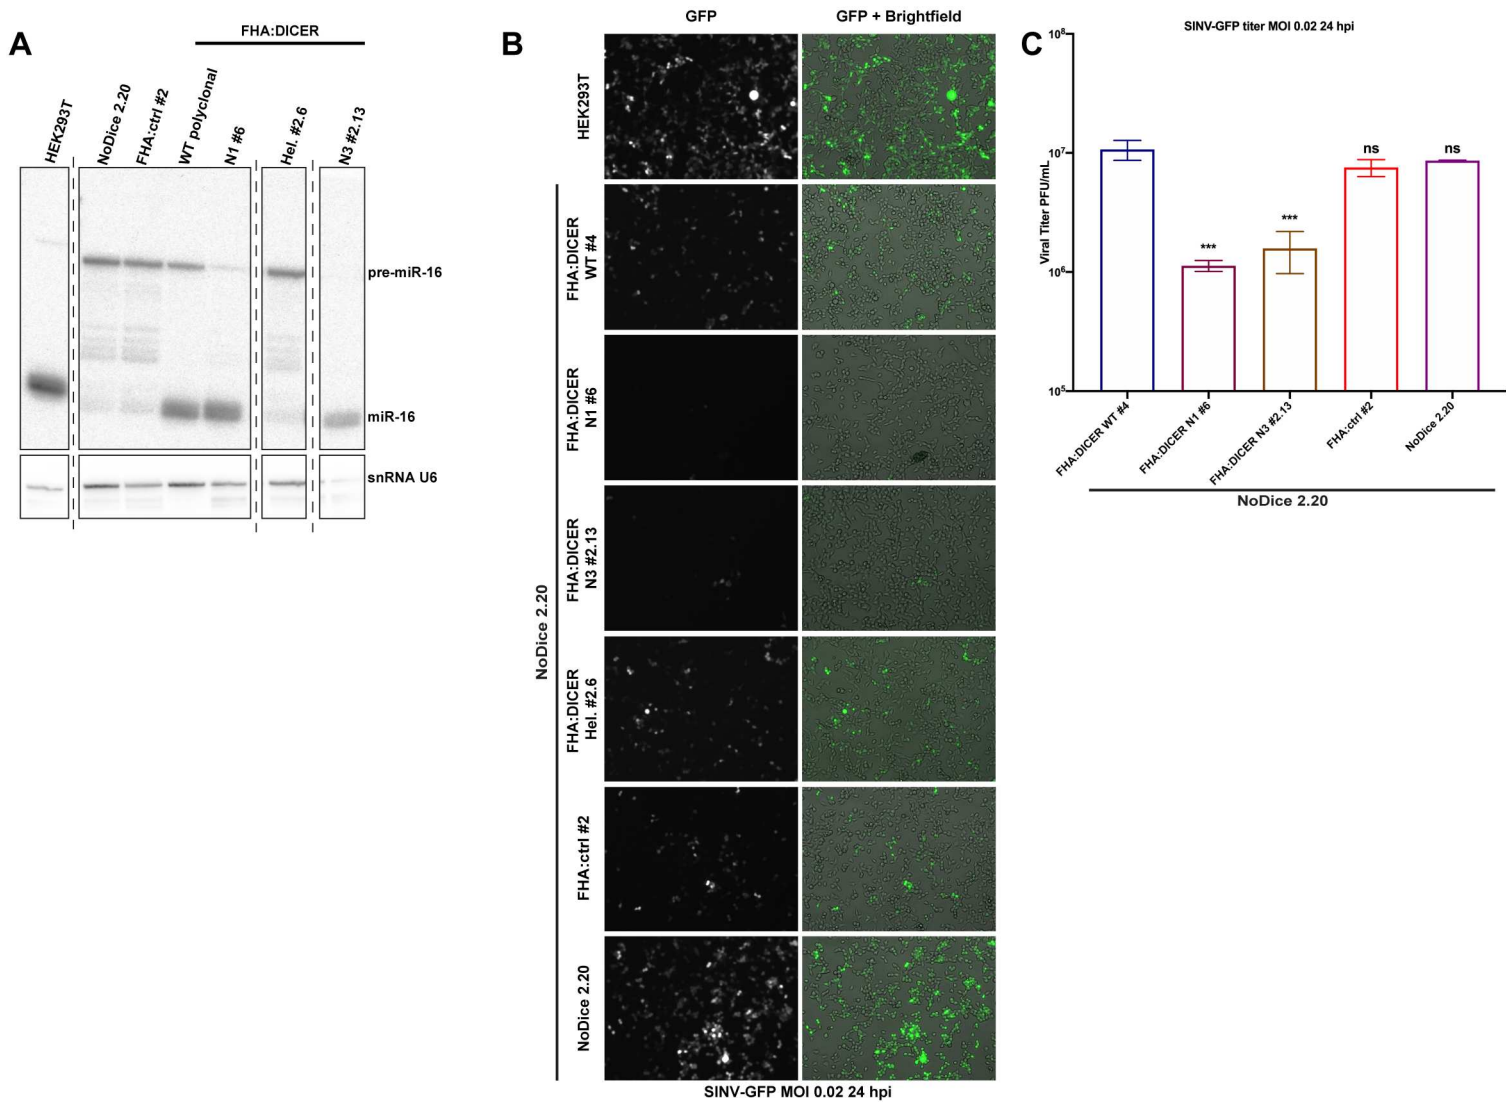 A
FHA:DICER
HEK293T
NoDice 2.20
FHA:ctrl #2
WT polyclonal
N1 #6
Hel. #2.6
N3 #2.13
pre-miR-16
miR-16
snRNA U6
B
GFP
GFP + Brightfield
HEK293T
FHA:DICER
WT #4
FHA:DICER
N1 #6
FHA:DICER
N3 #2.13
FHA:DICER
Hel. #2.6
FHA:ctrl #2
NoDice 2.20
NoDice 2.20
SINV-GFP MOI 0.02 24 hpi
C
SINV-GFP titer MOI 0.02 24 hpi
Viral Titer PFU/mL
10⁸
10⁷
10⁶
10⁵
***
***
ns
ns
FHA:DICER WT #4
FHA:DICER N1 #6
FHA:DICER N3 #2.13
FHA:ctrl #2
NoDice 2.20
NoDice 2.20